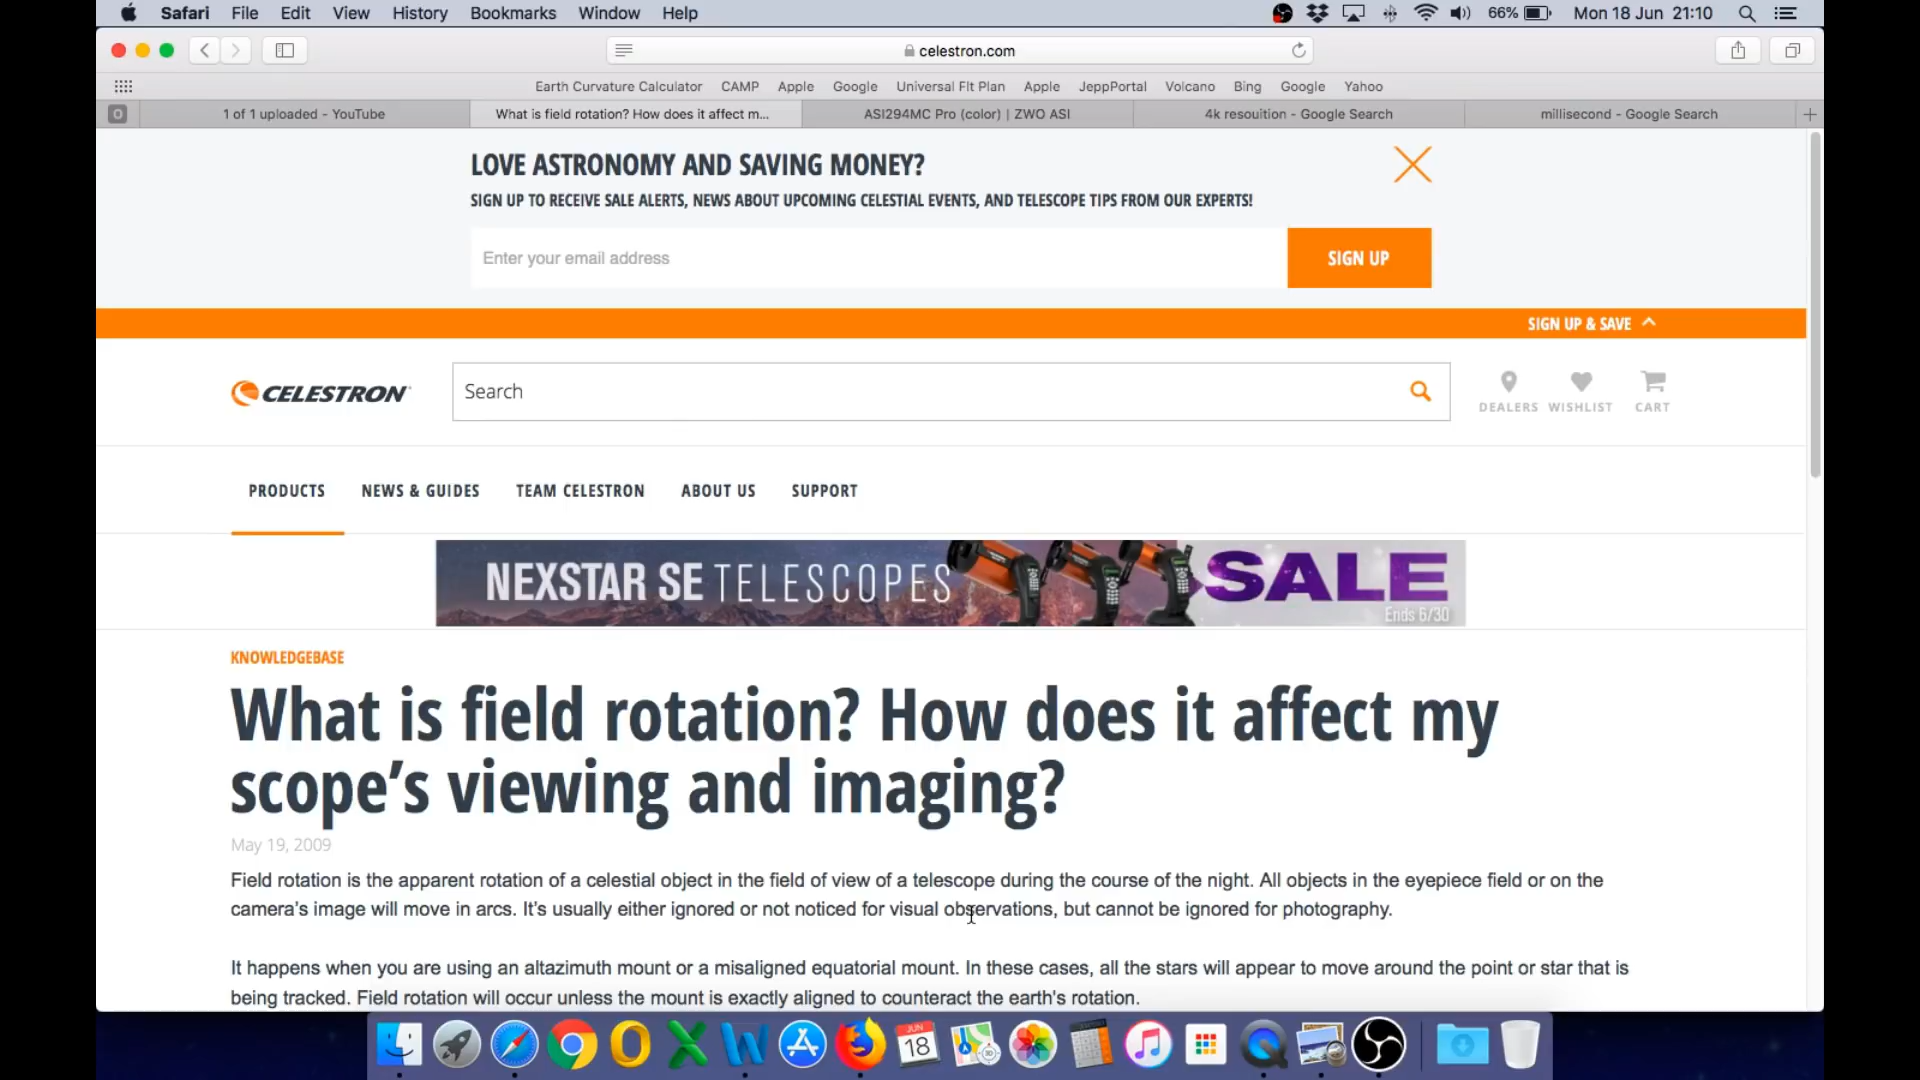 Safari File Edit View History Bookmarks Window Help 66% Mon 18 Jun 21:10
celestron.com
Earth Curvature Calculator CAMP Apple Google Universal Flt Plan Apple JeppPortal Volcano Bing Google Yahoo
O 1 of 1 uploaded - YouTube What is field rotation? How does it affect m... ASI294MC Pro (color) | ZWO ASI 4k resouition - Google Search millisecond - Google Search
LOVE ASTRONOMY AND SAVING MONEY?
SIGN UP TO RECEIVE SALE ALERTS, NEWS ABOUT UPCOMING CELESTIAL EVENTS, AND TELESCOPE TIPS FROM OUR EXPERTS!
Enter your email address SIGN UP
SIGN UP & SAVE
CELESTRON Search DEALERS WISHLIST CART
PRODUCTS NEWS & GUIDES TEAM CELESTRON ABOUT US SUPPORT
NEXSTAR SE TELESCOPES SALE
Ends 6/30
KNOWLEDGEBASE
What is field rotation? How does it affect my
scope's viewing and imaging?
May 19, 2009
Field rotation is the apparent rotation of a celestial object in the field of view of a telescope during the course of the night. All objects in the eyepiece field or on the
camera's image will move in arcs. It's usually either ignored or not noticed for visual observations, but cannot be ignored for photography.
It happens when you are using an altazimuth mount or a misaligned equatorial mount. In these cases, all the stars will appear to move around the point or star that is
being tracked. Field rotation will occur unless the mount is exactly aligned to counteract the earth's rotation.
JUN
18